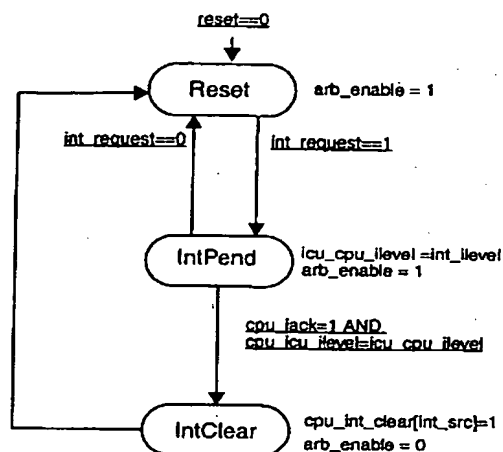 reset==0
Reset
arb_enable = 1
int_request==0
int_request==1
IntPend
icu_cpu_ilevel =int_ilevel
arb_enable = 1
cpu_iack=1 AND
cpu_icu_ilevel=icu_cpu_ilevel
IntClear
cpu_int_clear[int_src]=1
arb_enable = 0